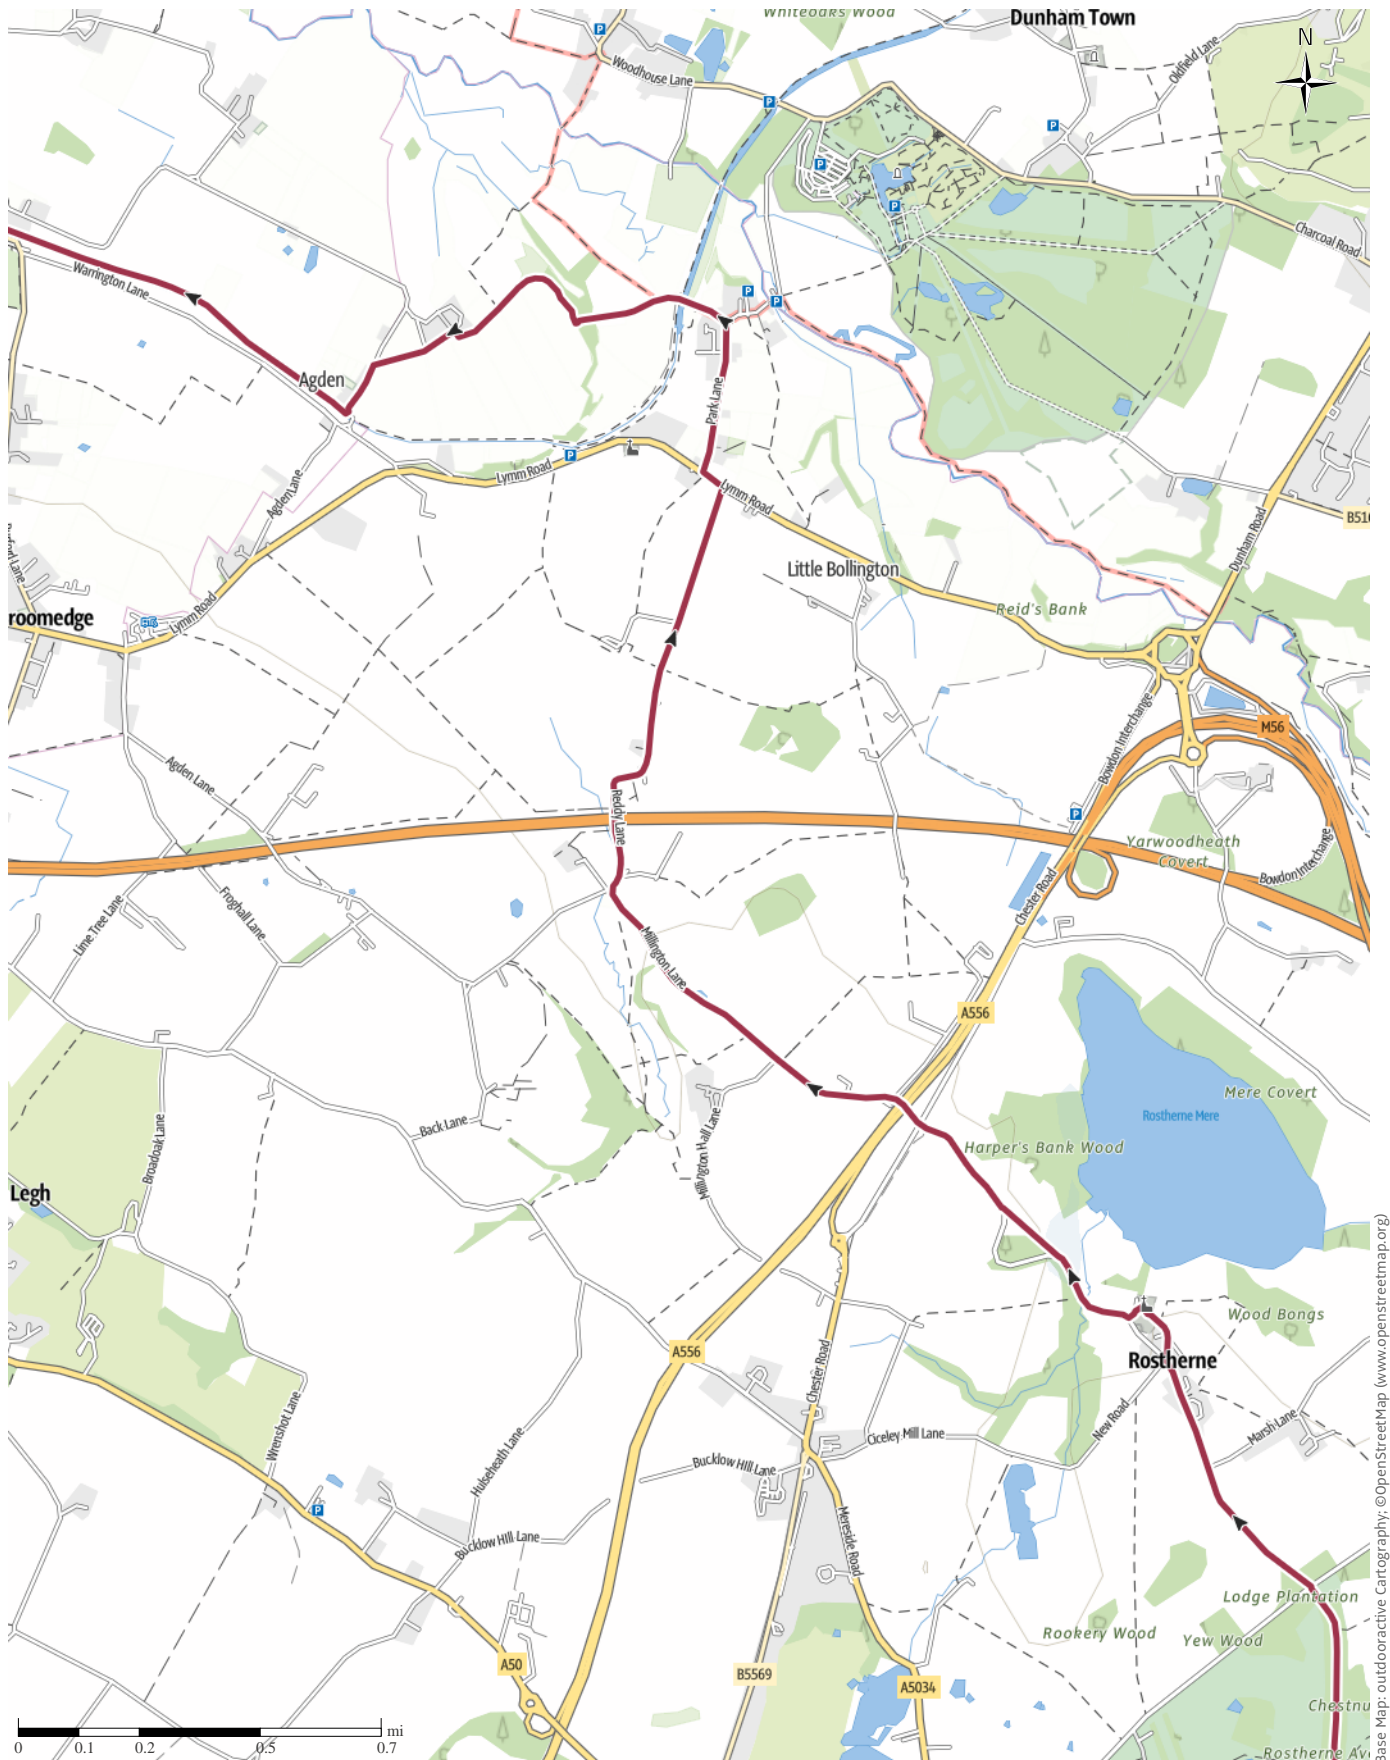 Whiteoaks Wood
Dunham Town
N
P
Woodhouse Lane
Oldfield Lane
P
P
P
P
Charcoal Road
Warrington Lane
P
P
Agden
Park Lane
Lymm Road
P
Lymm Road
Agden Lane
B51
Dunham Road
Little Bollington
Reid's Bank
roomedge
Lymm Road
Bowdon Interchange
M56
Agden Lane
Reddy Lane
P
Yarwoodheath
Covert
Bowdon Interchange
Chester Road
Lime Tree Lane
Froghall Lane
Millington Lane
A556
Mere Covert
Rostherne Mere
Back Lane
Broadoak Lane
Millington Hall Lane
Harper's Bank Wood
Legh
Wood Bongs
A556
Rostherne
Chester Road
Wrenshot Lane
New Road
Marsh Lane
Ciceley Mill Lane
Hulseheath Lane
Bucklow Hill Lane
P
Mereside Road
Bucklow Hill Lane
Lodge Plantation
Rookery Wood
Yew Wood
A50
B5569
A5034
Chestnu
Rostherne Av
mi
0 0.1 0.2 0.5 0.7
Base Map: outdooractive Cartography; ©OpenStreetMap (www.openstreetmap.org)